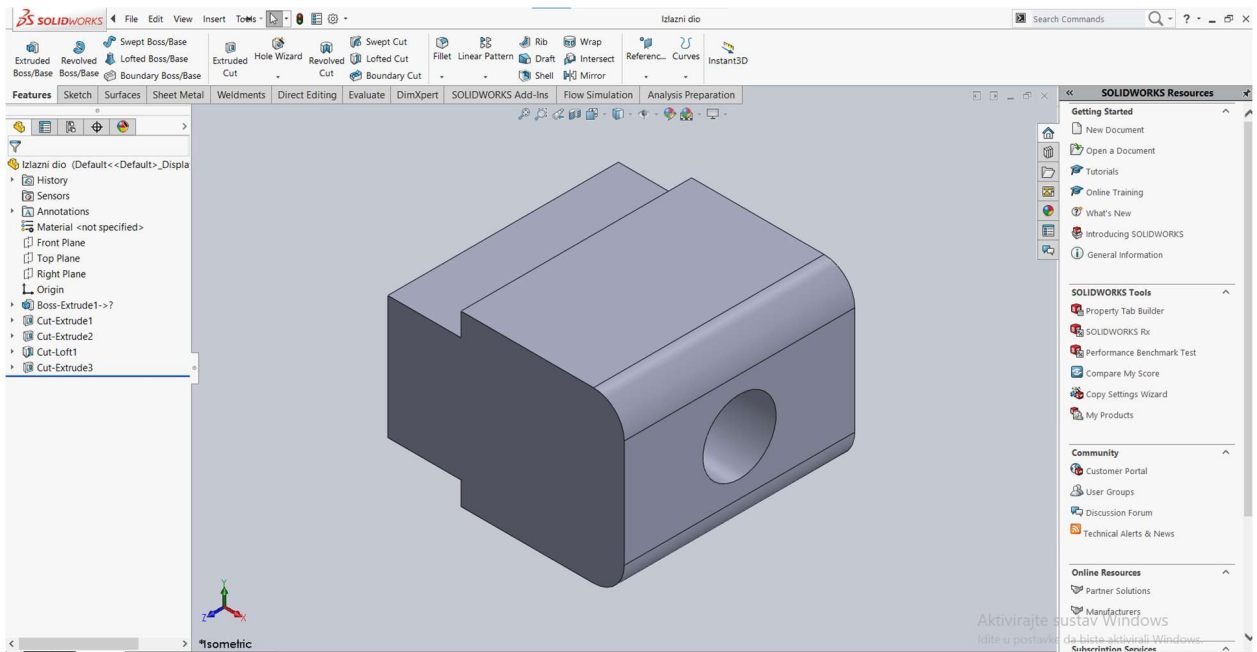 SOLIDWORKS File Edit View Insert Tools Izlazni dio Search Commands ?
Extruded Boss/Base
Revolved Boss/Base
Swept Boss/Base
Lofted Boss/Base
Boundary Boss/Base
Extruded Cut
Hole Wizard
Revolved Cut
Swept Cut
Lofted Cut
Boundary Cut
Fillet
Linear Pattern
Rib
Draft
Shell
Wrap
Intersect
Mirror
Referenc...
Curves
Instant3D
Features Sketch Surfaces Sheet Metal Weldments Direct Editing Evaluate DimXpert SOLIDWORKS Add-Ins Flow Simulation Analysis Preparation
Izlazni dio (Default<<Default>_Displa
History
Sensors
Annotations
Material <not specified>
Front Plane
Top Plane
Right Plane
Origin
Boss-Extrude1->?
Cut-Extrude1
Cut-Extrude2
Cut-Loft1
Cut-Extrude3
Y
Z X
*Isometric
SOLIDWORKS Resources
Getting Started
New Document
Open a Document
Tutorials
Online Training
What's New
Introducing SOLIDWORKS
General Information
SOLIDWORKS Tools
Property Tab Builder
SOLIDWORKS Rx
Performance Benchmark Test
Compare My Score
Copy Settings Wizard
My Products
Community
Customer Portal
User Groups
Discussion Forum
Technical Alerts & News
Online Resources
Partner Solutions
Manufacturers
Subscription Services
Aktivirajte sustav Windows
Idite u postavke da biste aktivirali Windows.